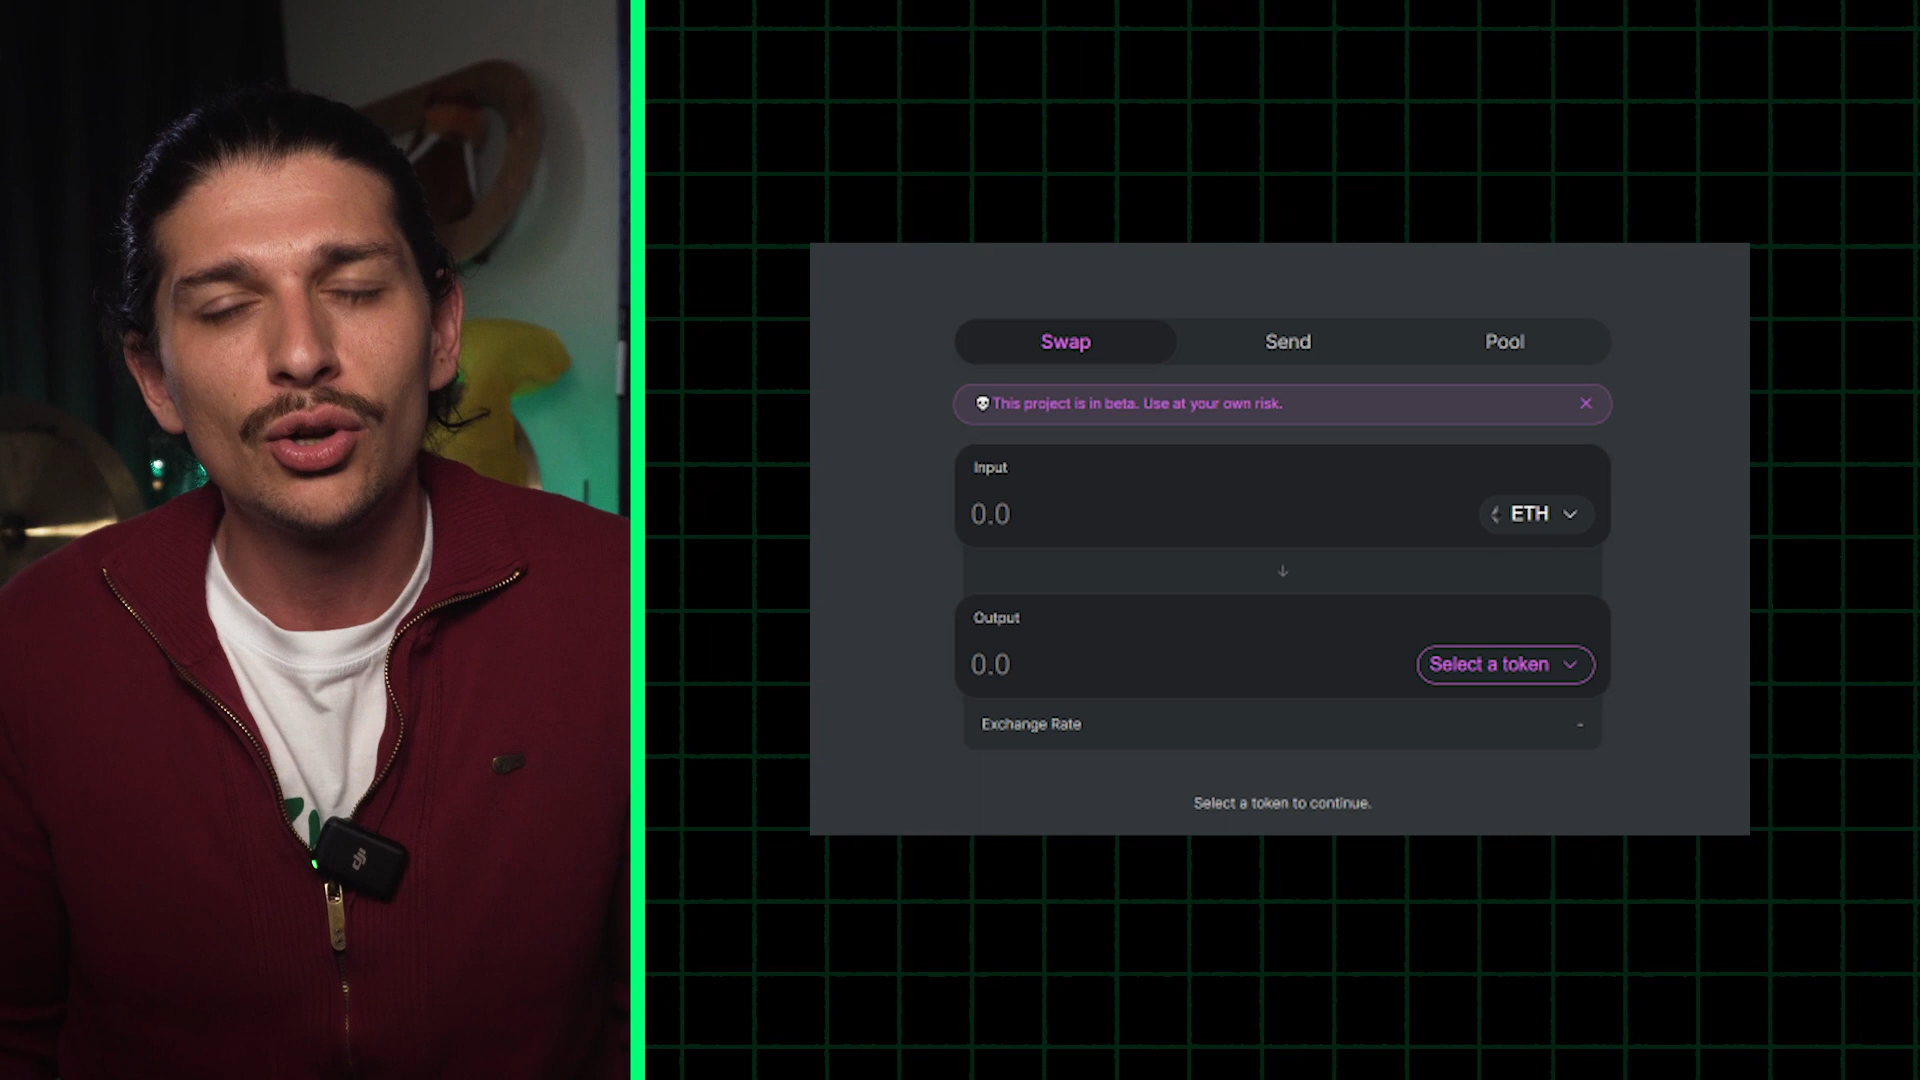 Swap Send Pool
💀This project is in beta. Use at your own risk.
Input
0.0 ETH
Output
0.0 Select a token
Exchange Rate -
Select a token to continue.
DJI